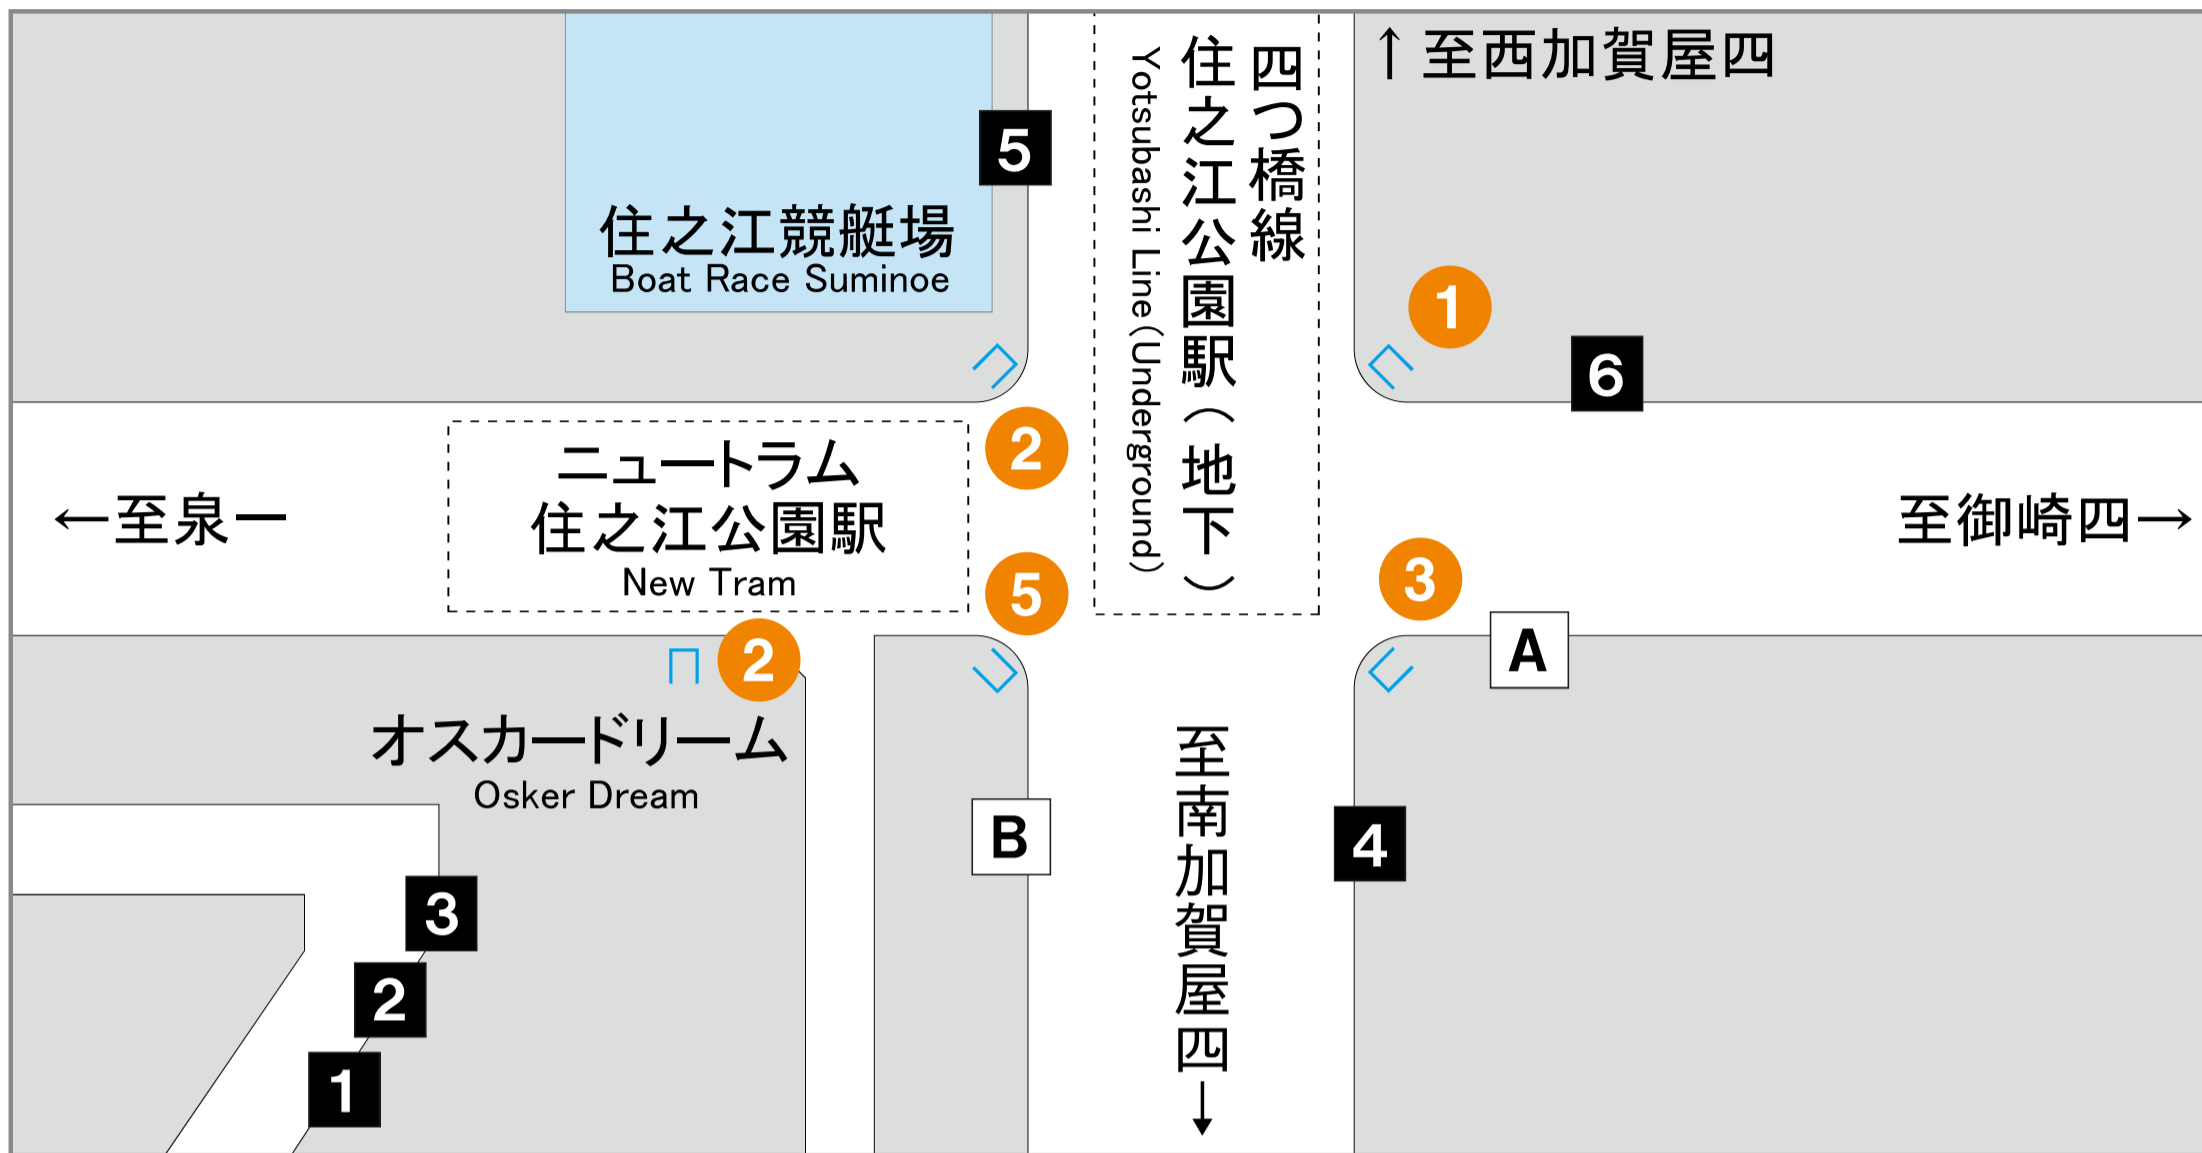 ↑至西加賀屋四
四つ橋線
住之江公園駅（地下）
Yotsubashi Line(Underground)
5
住之江競艇場
Boat Race Suminoe
1
6
2
ニュートラム
住之江公園駅
New Tram
←至泉一
至御崎四→
5
3
A
2
オスカードリーム
Osker Dream
至南加賀屋四→
B
4
3
2
1